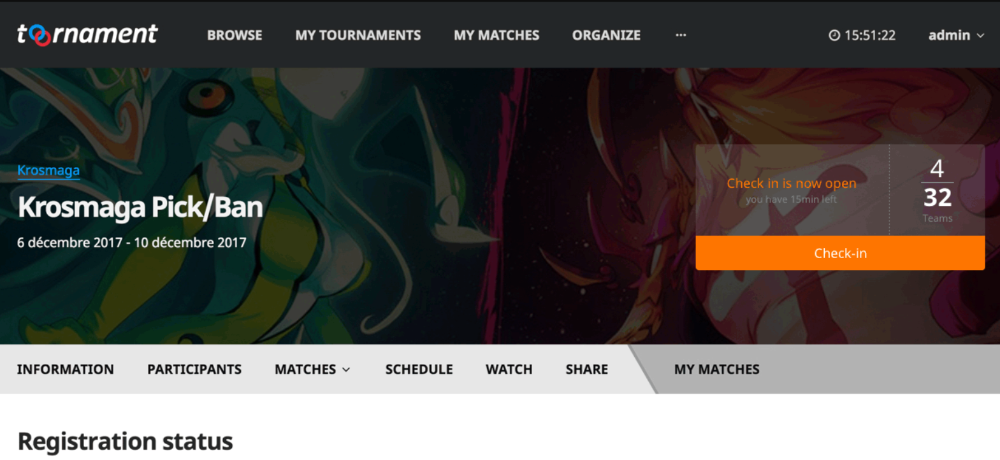 toornament
BROWSE
MY TOURNAMENTS
MY MATCHES
ORGANIZE
...
15:51:22
admin
Krosmaga
Krosmaga Pick/Ban
6 décembre 2017 - 10 décembre 2017
Check in is now open
you have 15min left
4
32
Teams
Check-in
INFORMATION
PARTICIPANTS
MATCHES
SCHEDULE
WATCH
SHARE
MY MATCHES
Registration status